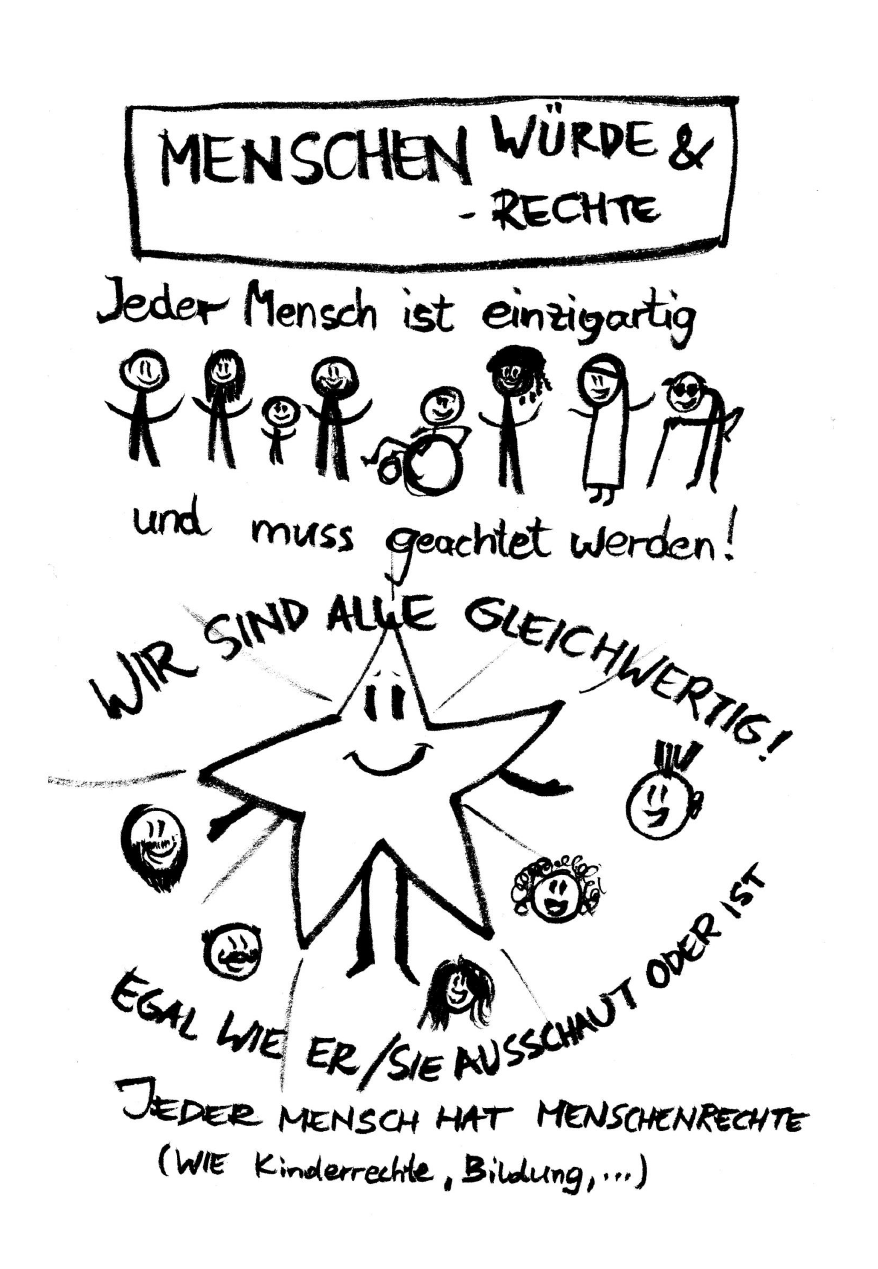 MENSCHEN WÜRDE &
- RECHTE
Jeder Mensch ist einzigartig
und muss geachtet werden!
WIR SIND ALLE GLEICHWERTIG!
EGAL WIE ER/SIE AUSSCHAUT ODER IST
JEDER MENSCH HAT MENSCHENRECHTE
(WIE Kinderrechte, Bildung,...)